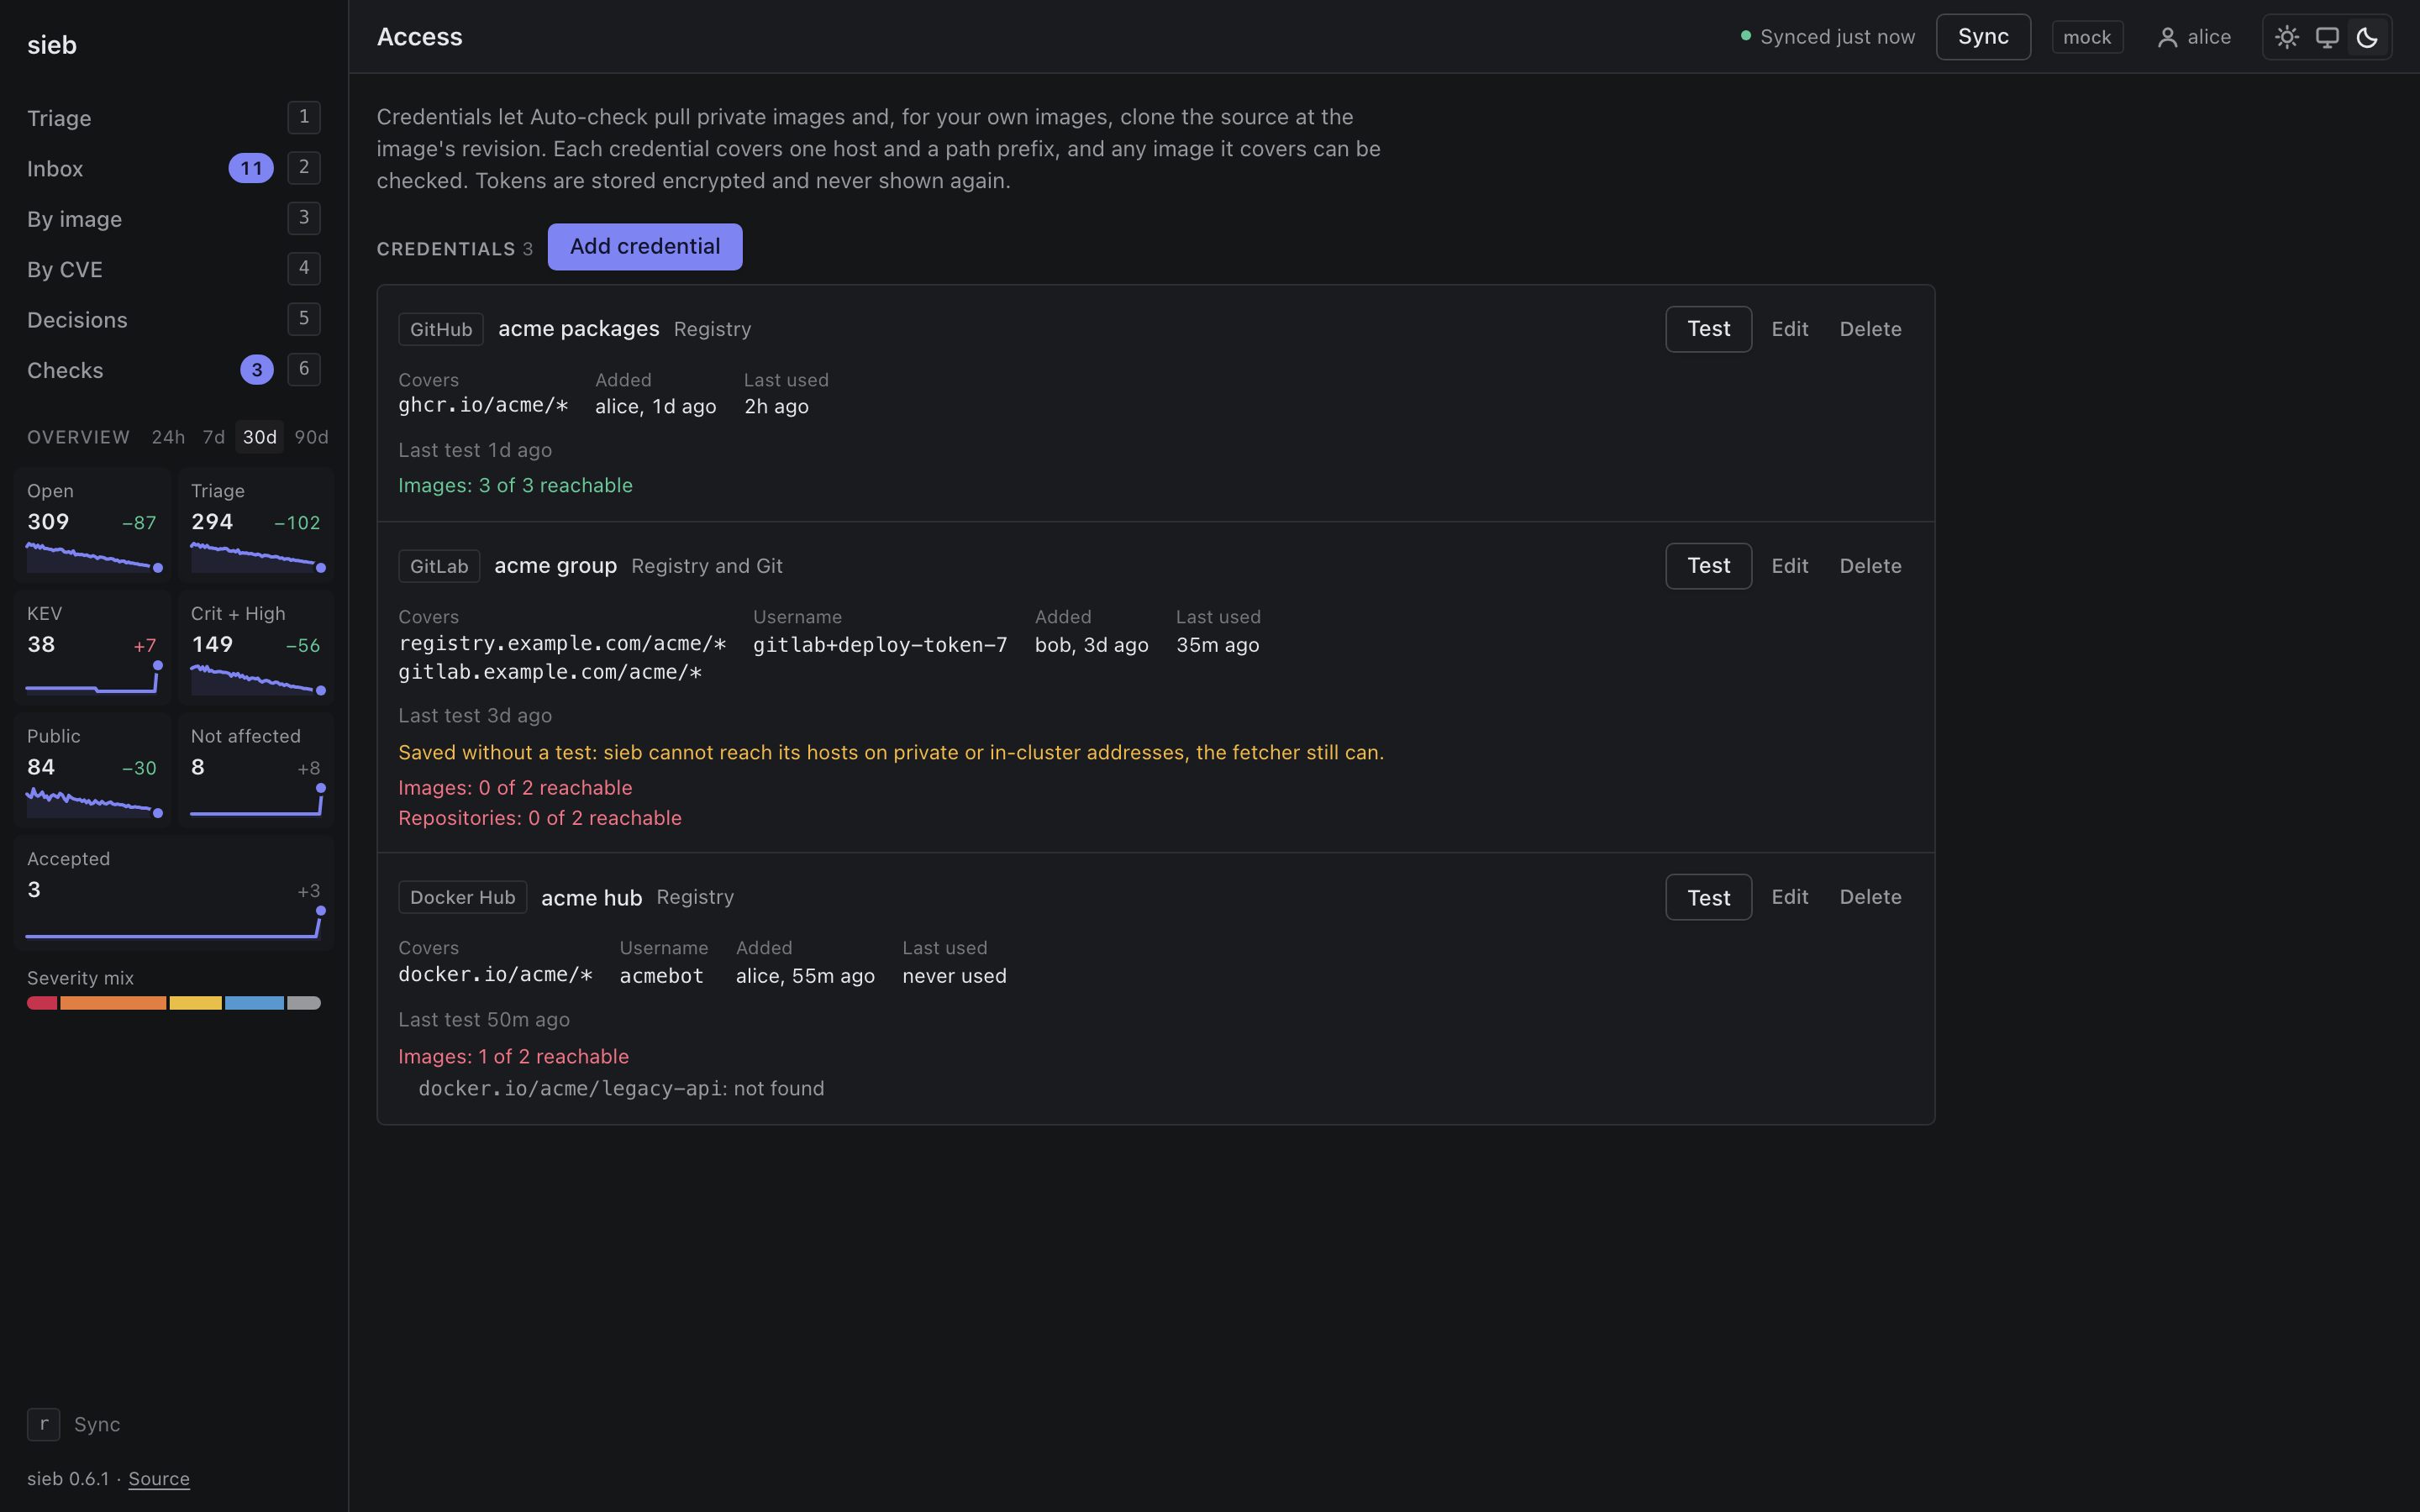 sieb
Triage 1
Inbox 11 2
By image 3
By CVE 4
Decisions 5
Checks 3 6
OVERVIEW 24h 7d 30d 90d
Open
309 −87
Triage
294 −102
KEV
38 +7
Crit + High
149 −56
Public
84 −30
Not affected
8 +8
Accepted
3 +3
Severity mix
r Sync
sieb 0.6.1 · Source
Access
Synced just now Sync mock alice
Credentials let Auto-check pull private images and, for your own images, clone the source at the
image's revision. Each credential covers one host and a path prefix, and any image it covers can be
checked. Tokens are stored encrypted and never shown again.
CREDENTIALS 3 Add credential
GitHub acme packages Registry Test Edit Delete
Covers Added Last used
ghcr.io/acme/* alice, 1d ago 2h ago
Last test 1d ago
Images: 3 of 3 reachable
GitLab acme group Registry and Git Test Edit Delete
Covers Username Added Last used
registry.example.com/acme/* gitlab+deploy-token-7 bob, 3d ago 35m ago
gitlab.example.com/acme/*
Last test 3d ago
Saved without a test: sieb cannot reach its hosts on private or in-cluster addresses, the fetcher still can.
Images: 0 of 2 reachable
Repositories: 0 of 2 reachable
Docker Hub acme hub Registry Test Edit Delete
Covers Username Added Last used
docker.io/acme/* acmebot alice, 55m ago never used
Last test 50m ago
Images: 1 of 2 reachable
docker.io/acme/legacy-api: not found